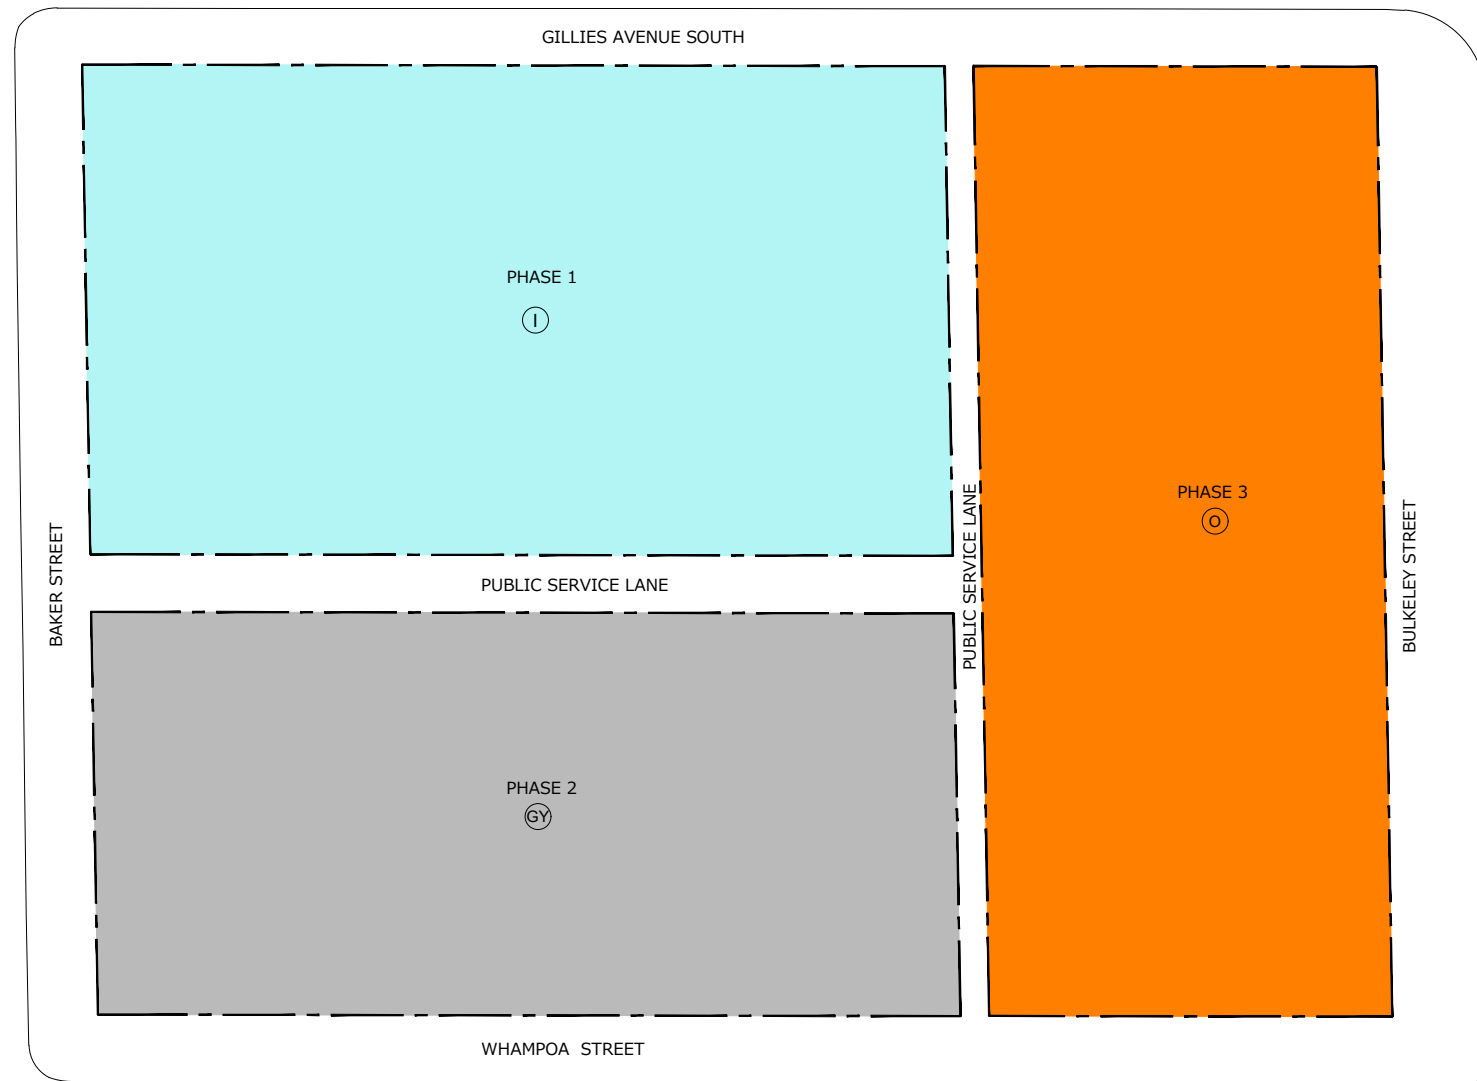 GILLIES AVENUE SOUTH
PHASE 1
I
PHASE 3
O
BAKER STREET
PUBLIC SERVICE LANE
PUBLIC SERVICE LANE
BULKELEY STREET
PHASE 2
GY
WHAMPOA STREET